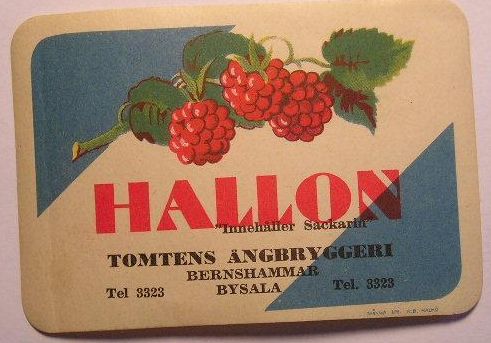 HALLON
"Innehåller Sackarin"
TOMTENS ÅNGBRYGGERI
BERNSHAMMAR
Tel 3323 BYSALA Tel. 3323